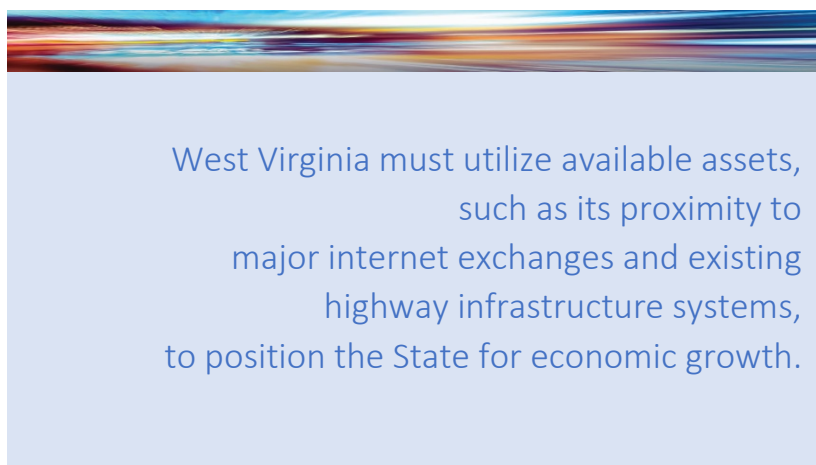 West Virginia must utilize available assets,
such as its proximity to
major internet exchanges and existing
highway infrastructure systems,
to position the State for economic growth.